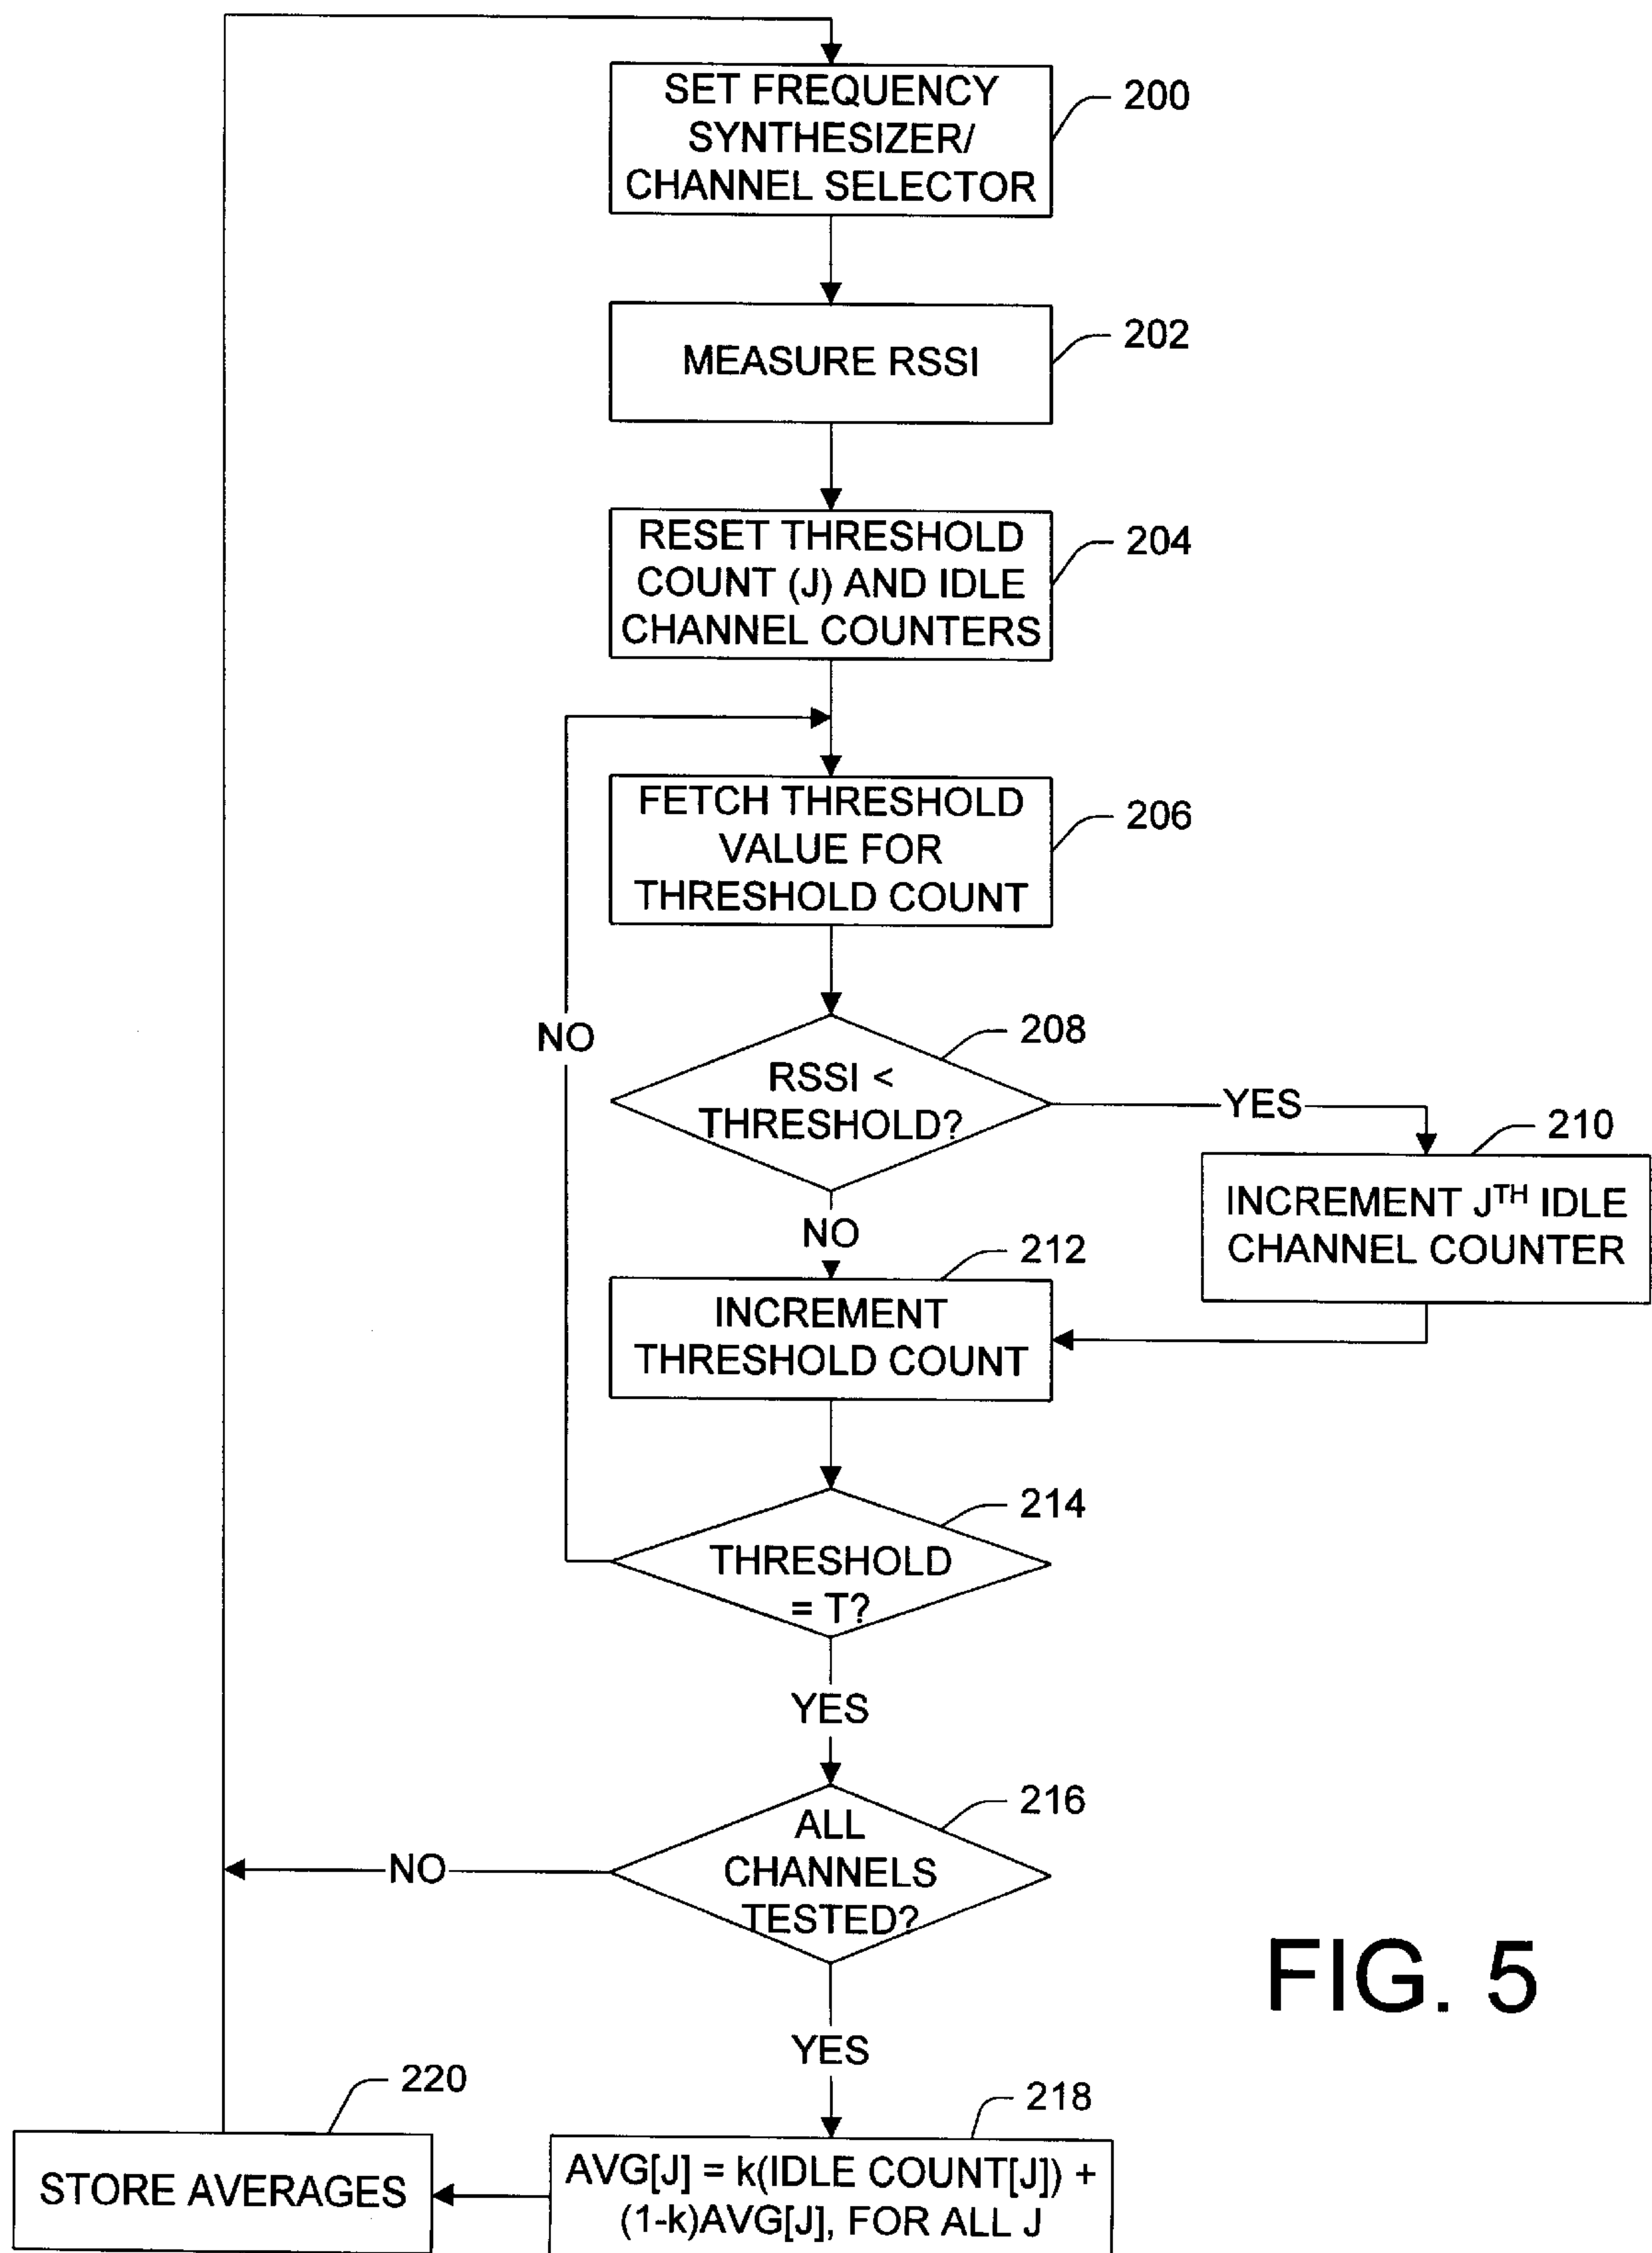 SET FREQUENCY
SYNTHESIZER/
CHANNEL SELECTOR
200
MEASURE RSSI
202
RESET THRESHOLD
COUNT (J) AND IDLE
CHANNEL COUNTERS
204
FETCH THRESHOLD
VALUE FOR
THRESHOLD COUNT
206
NO
RSSI <
THRESHOLD?
208
YES
210
INCREMENT Jᵀᴴ IDLE
CHANNEL COUNTER
NO
212
INCREMENT
THRESHOLD COUNT
214
THRESHOLD
= T?
YES
216
ALL
CHANNELS
TESTED?
NO
YES
FIG. 5
218
AVG[J] = k(IDLE COUNT[J]) +
(1-k)AVG[J], FOR ALL J
220
STORE AVERAGES